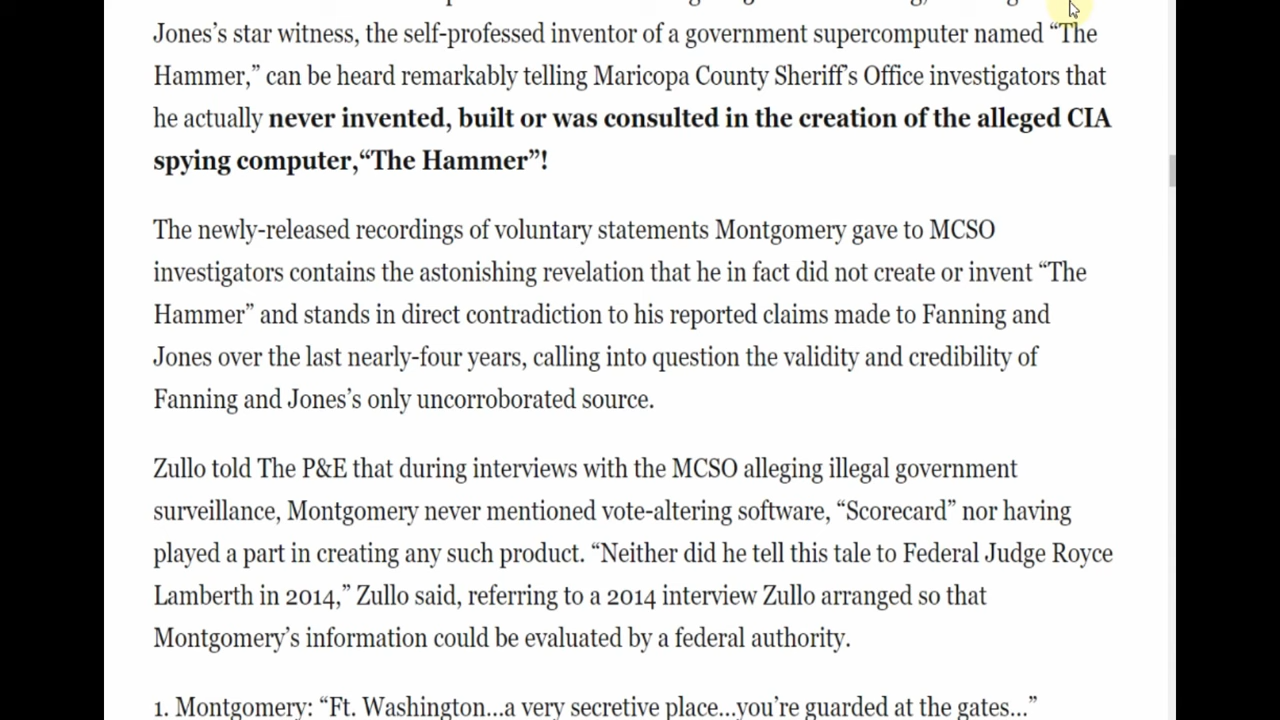 Jones’s star witness, the self-professed inventor of a government supercomputer named “The
Hammer,” can be heard remarkably telling Maricopa County Sheriff’s Office investigators that
he actually never invented, built or was consulted in the creation of the alleged CIA
spying computer,“The Hammer”!
The newly-released recordings of voluntary statements Montgomery gave to MCSO
investigators contains the astonishing revelation that he in fact did not create or invent “The
Hammer” and stands in direct contradiction to his reported claims made to Fanning and
Jones over the last nearly-four years, calling into question the validity and credibility of
Fanning and Jones’s only uncorroborated source.
Zullo told The P&E that during interviews with the MCSO alleging illegal government
surveillance, Montgomery never mentioned vote-altering software, “Scorecard” nor having
played a part in creating any such product. “Neither did he tell this tale to Federal Judge Royce
Lamberth in 2014,” Zullo said, referring to a 2014 interview Zullo arranged so that
Montgomery’s information could be evaluated by a federal authority.
1. Montgomery: “Ft. Washington…a very secretive place…you’re guarded at the gates…”